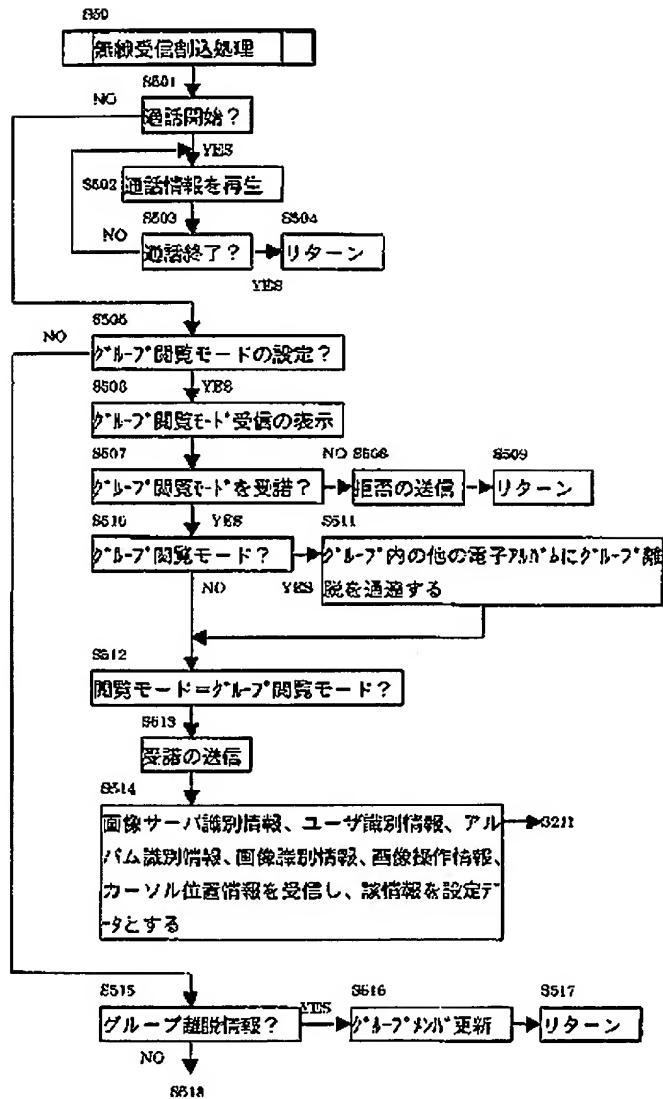 S50
無線受信割込処理
S501
NO
通話開始?
YES
S502
通話情報を再生
S503
S504
NO
通話終了?
リターン
YES
S505
NO
グループ閲覧モードの設定?
S506
YES
グループ閲覧モード受信の表示
S507
NO
S508
S509
グループ閲覧モードを受諾?
拒否の送信
リターン
S510
YES
S511
グループ閲覧モード?
グループ内の他の電子アルバムにグループ離
脱を通達する
NO
YES
S512
閲覧モード=グループ閲覧モード?
S513
受諾の送信
S514
画像サーバ識別情報、ユーザ識別情報、アル
バム識別情報、画像識別情報、画像操作情報、
カーソル位置情報を受信し、該情報を設定デ
ータとする
S211
S515
YES
S516
S517
グループ離脱情報?
グループメンバ更新
リターン
NO
S518